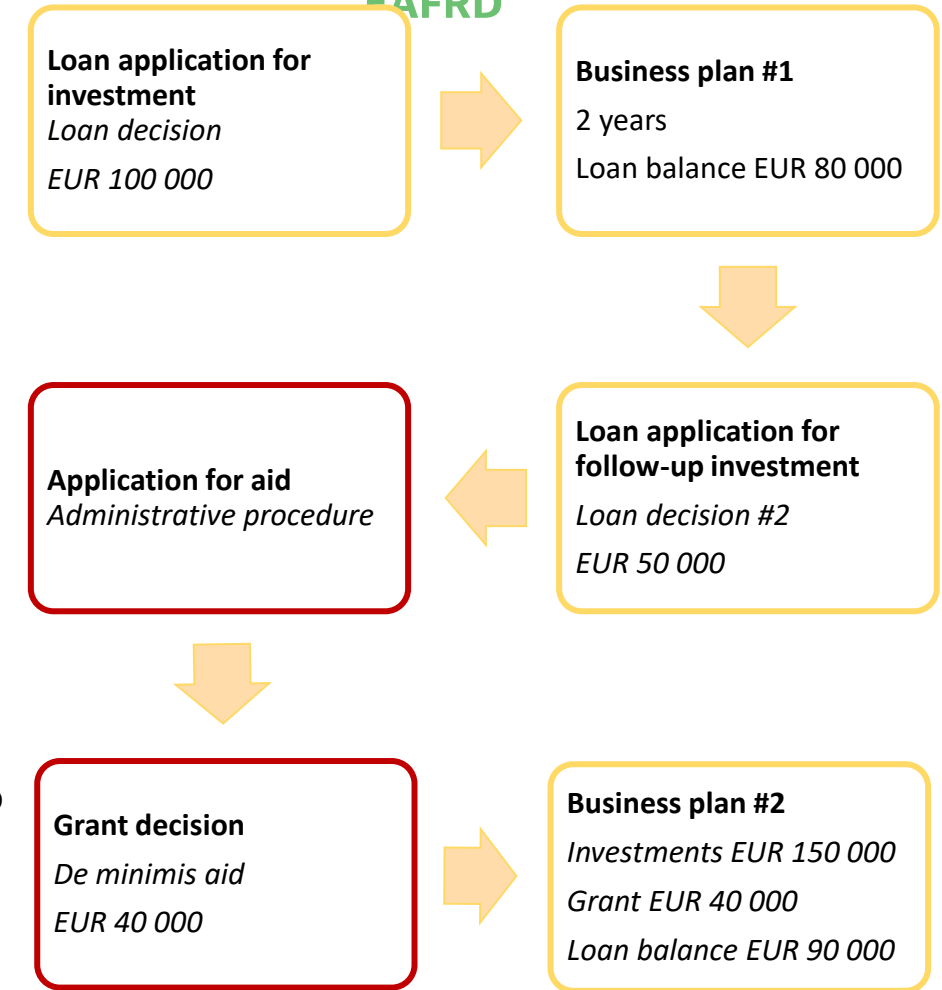 EAFRD
Loan application for
investment
Loan decision
EUR 100 000
Business plan #1
2 years
Loan balance EUR 80 000
Loan application for
follow-up investment
Loan decision #2
EUR 50 000
Application for aid
Administrative procedure
Grant decision
De minimis aid
EUR 40 000
Business plan #2
Investments EUR 150 000
Grant EUR 40 000
Loan balance EUR 90 000